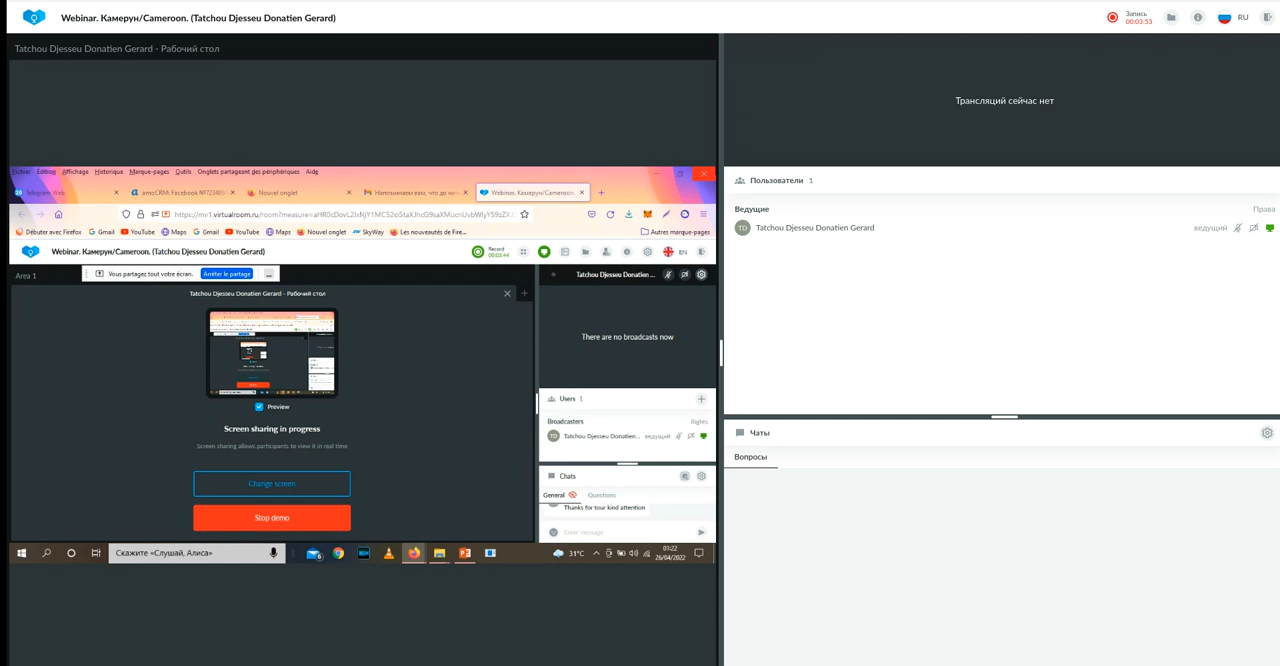 Webinar. Камерун/Cameroon. (Tatchou Djesseu Donatien Gerard)
Запись
00:03:53
RU
Tatchou Djesseu Donatien Gerard - Рабочий стол
Трансляций сейчас нет
Fichier Édition Affichage Historique Marque-pages Outils Onglets partageant des périphériques Aide
Telegram Web
amoCRM: Facebook
Nouvel onglet
Напоминаем вам, что до
Webinar. Камерун/Cameroon.
Débuter avec Firefox Gmail YouTube Maps Gmail YouTube Maps Nouvel onglet SkyWay Les nouveautés de Fire... Autres marque-pages
Webinar. Камерун/Cameroon. (Tatchou Djesseu Donatien Gerard)
Record
00:03:44
EN
Area 1
Vous partagez tout votre écran. Arrêter le partage
Tatchou Djesseu Donatien ...
Tatchou Djesseu Donatien Gerard - Рабочий стол
There are no broadcasts now
Preview
Screen sharing in progress
Screen sharing allows participants to view it in real time
Change screen
Stop demo
Users 1
Broadcasters Rights
TD Tatchou Djesseu Donatien... ведущий
Chats
General Questions
Thanks for tour kind attention
Enter message
Скажите «Слушай, Алиса»
6
31°C
01:22
26/04/2022
Пользователи 1
Ведущие Права
TD Tatchou Djesseu Donatien Gerard ведущий
Чаты
Вопросы